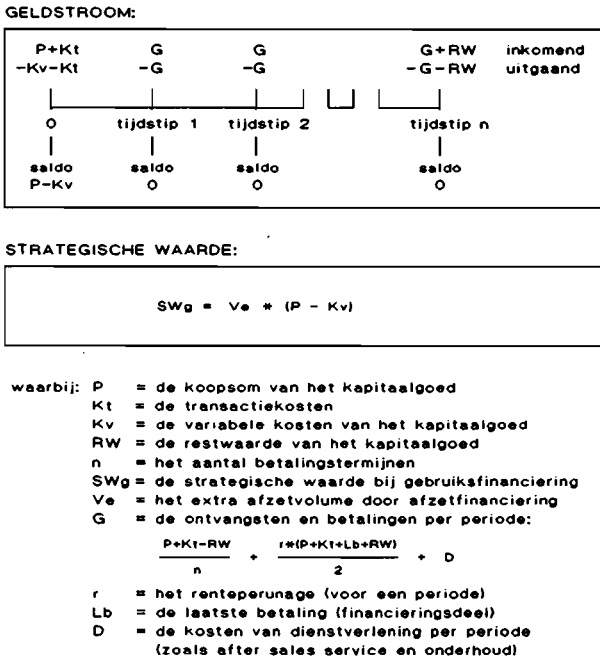 GELDSTROOM:
P+Kt G G G+RW inkomend
-Kv-Kt -G -G -G-RW uitgaand
0 tijdstip 1 tijdstip 2 tijdstip n
saldo saldo saldo saldo
P-Kv 0 0 0
STRATEGISCHE WAARDE:
SWg = Ve * (P - Kv)
waarbij: P = de koopsom van het kapitaalgoed
Kt = de transactiekosten
Kv = de variabele kosten van het kapitaalgoed
RW = de restwaarde van het kapitaalgoed
n = het aantal betalingstermijnen
SWg = de strategische waarde bij gebruiksfinanciering
Ve = het extra afzetvolume door afzetfinanciering
G = de ontvangsten en betalingen per periode:
P+Kt-RW r*(P+Kt+Lb+RW)
+ + D
n 2
r = het renteperunage (voor een periode)
Lb = de laatste betaling (financieringsdeel)
D = de kosten van dienstverlening per periode
(zoals after sales service en onderhoud)